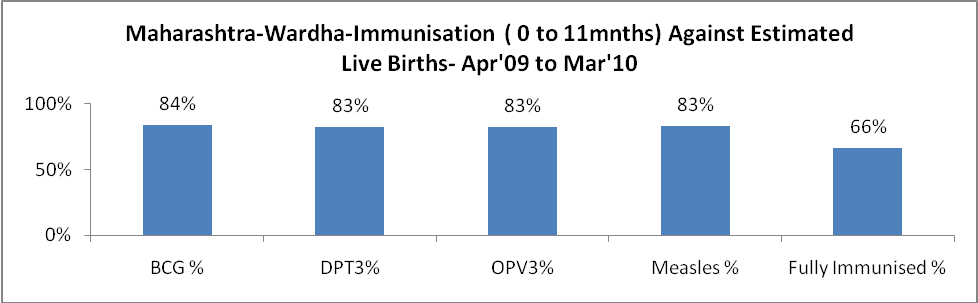 Maharashtra-Wardha-Immunisation ( 0 to 11mnths) Against Estimated
Live Births- Apr'09 to Mar'10
100%
50%
0%
84%
83%
83%
83%
66%
BCG %
DPT3%
OPV3%
Measles %
Fully Immunised %